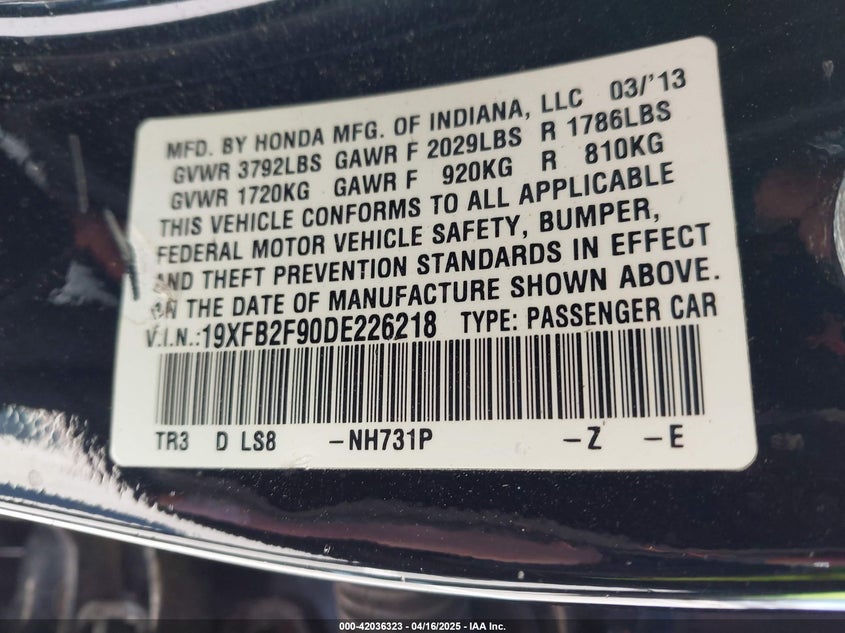 MFD. BY HONDA MFG. OF INDIANA, LLC 03/'13
GVWR 3792LBS GAWR F 2029LBS R 1786LBS
GVWR 1720KG GAWR F 920KG R 810KG
THIS VEHICLE CONFORMS TO ALL APPLICABLE
FEDERAL MOTOR VEHICLE SAFETY, BUMPER,
AND THEFT PREVENTION STANDARDS IN EFFECT
ON THE DATE OF MANUFACTURE SHOWN ABOVE.
V.I.N.:19XFB2F90DE226218 TYPE: PASSENGER CAR
TR3 D LS8 -NH731P -Z -E
000-42036323 - 04/16/2025 - IAA Inc.